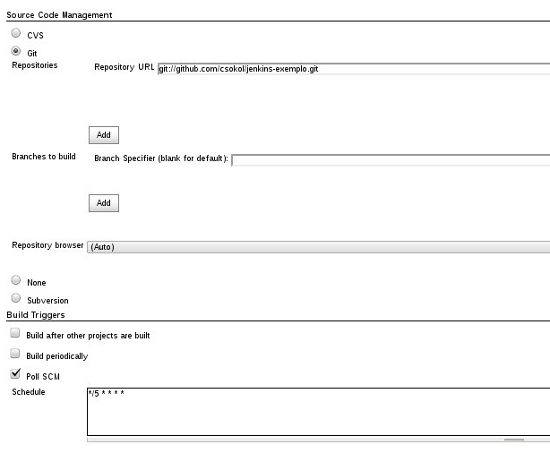 Source Code Management
CVS
Git
Repositories Repository URL git://github.com/csokol/jenkins-exemplo.git
Add
Branches to build Branch Specifier (blank for default):
Add
Repository browser (Auto)
None
Subversion
Build Triggers
Build after other projects are built
Build periodically
Poll SCM
Schedule */5 * * * *